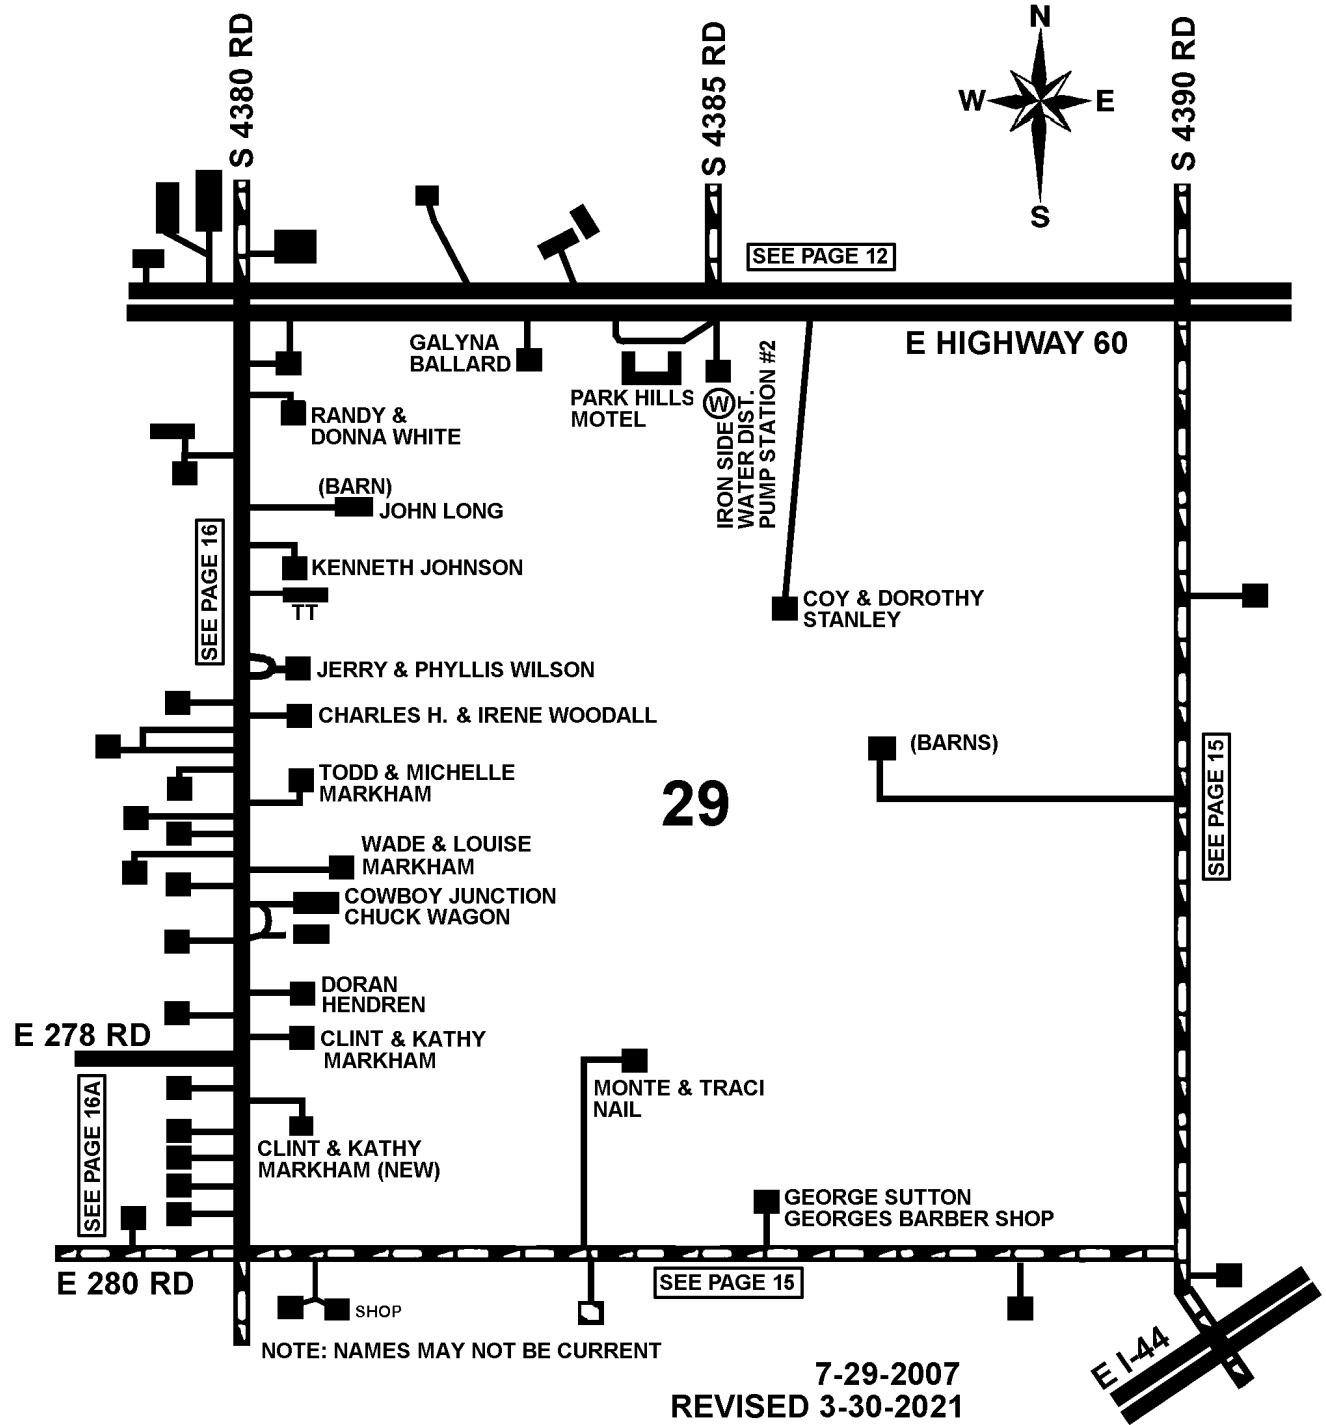 S 4380 RD
S 4385 RD
S 4390 RD
N
W
E
S
SEE PAGE 12
E HIGHWAY 60
GALYNA
BALLARD
PARK HILLS
MOTEL
W
IRON SIDE
WATER DIST.
PUMP STATION #2
RANDY &
DONNA WHITE
(BARN)
JOHN LONG
SEE PAGE 16
KENNETH JOHNSON
TT
COY & DOROTHY
STANLEY
JERRY & PHYLLIS WILSON
CHARLES H. & IRENE WOODALL
(BARNS)
SEE PAGE 15
TODD & MICHELLE
MARKHAM
29
WADE & LOUISE
MARKHAM
COWBOY JUNCTION
CHUCK WAGON
DORAN
HENDREN
E 278 RD
CLINT & KATHY
MARKHAM
SEE PAGE 16A
MONTE & TRACI
NAIL
CLINT & KATHY
MARKHAM (NEW)
GEORGE SUTTON
GEORGES BARBER SHOP
E 280 RD
SEE PAGE 15
SHOP
NOTE: NAMES MAY NOT BE CURRENT
E I-44
7-29-2007
REVISED 3-30-2021